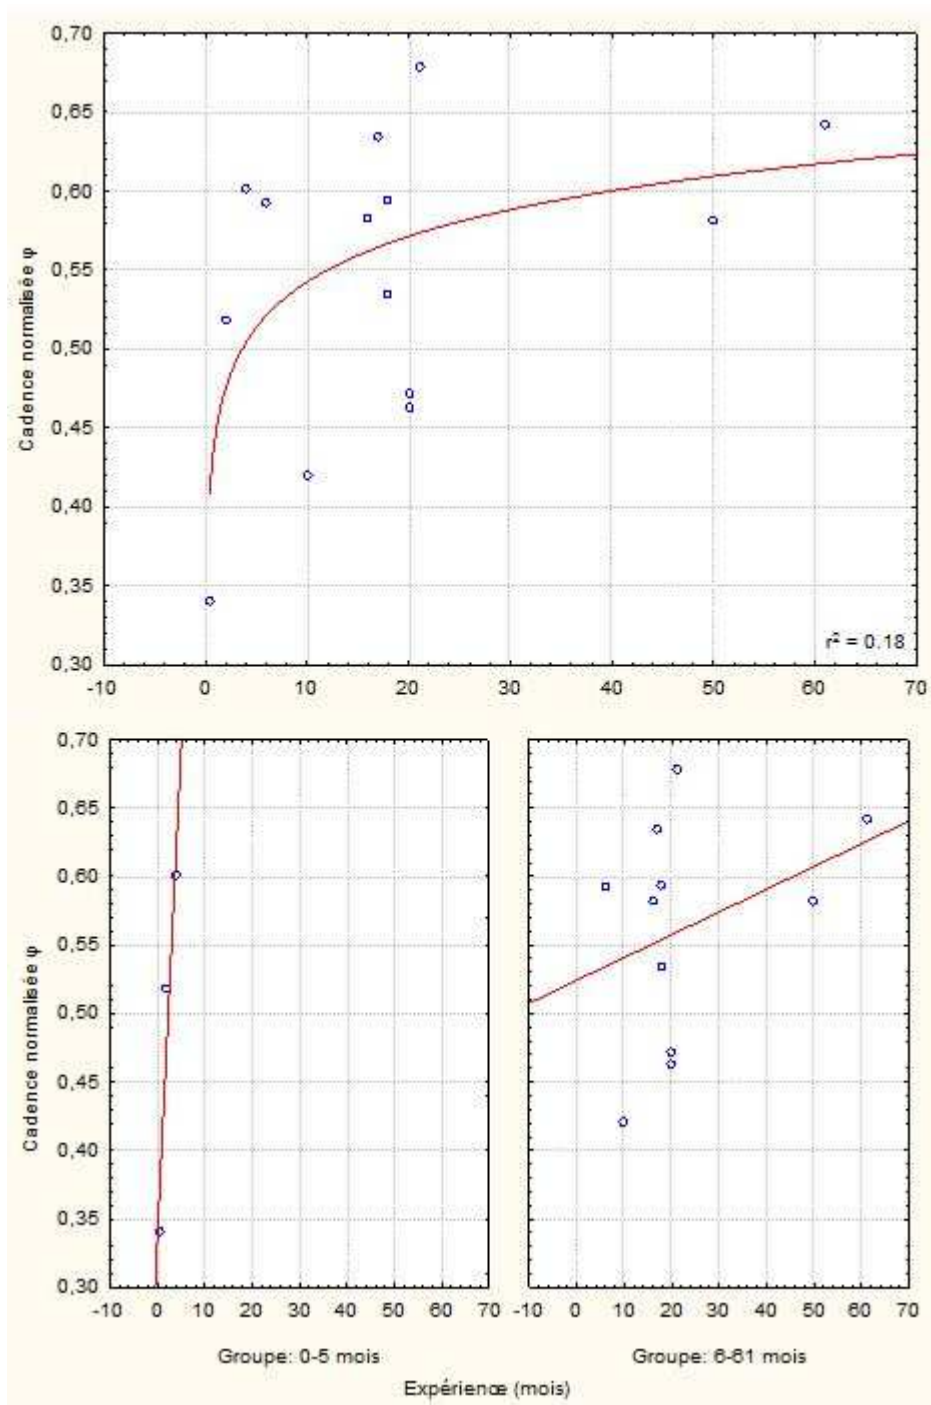 0,70
0,65
0,60
0,55
0,50
0,45
0,40
0,35
0,30
Cadence normalisée φ
r² = 0.18
-10 0 10 20 30 40 50 60 70
0,70
0,65
0,60
0,55
0,50
0,45
0,40
0,35
0,30
Cadence normalisée φ
-10 0 10 20 30 40 50 60 70
-10 0 10 20 30 40 50 60 70
Groupe: 0-5 mois
Groupe: 6-61 mois
Expérience (mois)